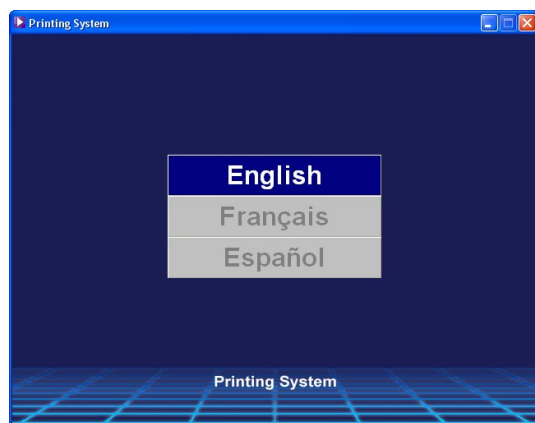 Printing System
English
Français
Español
Printing System